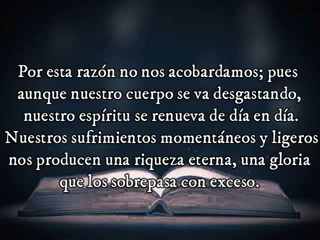 Por esta razón no nos acobardamos; pues
aunque nuestro cuerpo se va desgastando,
nuestro espíritu se renueva de día en día.
Nuestros sufrimientos momentáneos y ligeros
nos producen una riqueza eterna, una gloria
que los sobrepasa con exceso.